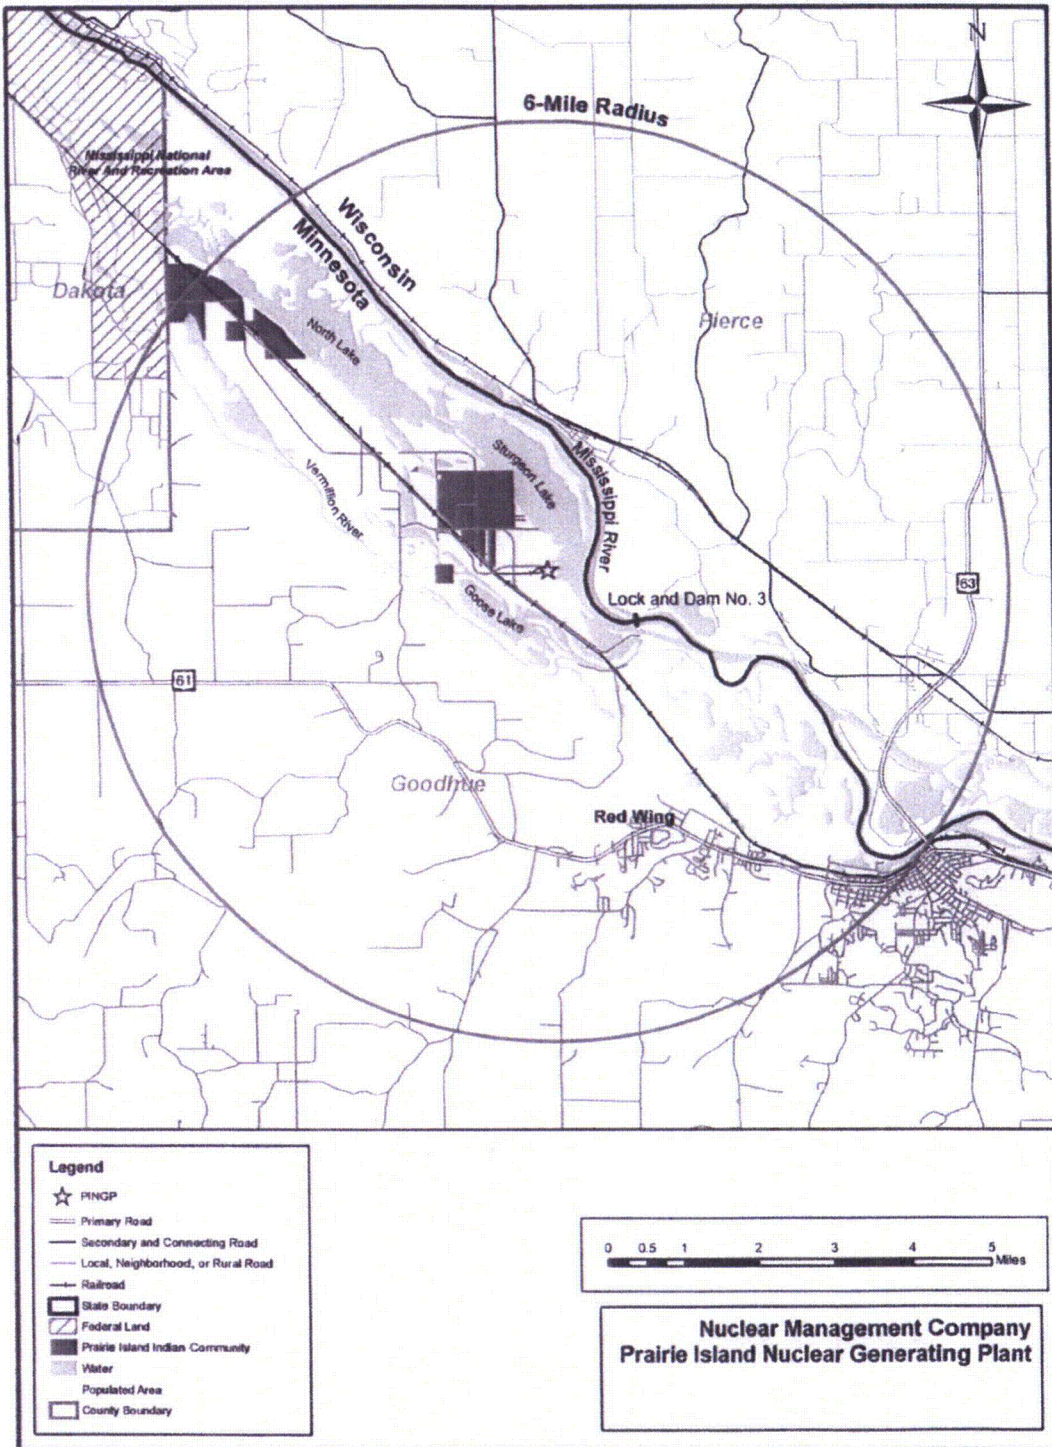 N
6-Mile Radius
Mississippi National
River And Recreation Area
Wisconsin
Minnesota
Dakota
Pierce
North Lake
Sturgeon Lake
Mississippi River
Vermillion River
63
Lock and Dam No. 3
Goose Lake
61
Goodhue
Red Wing
Legend
PINGP
Primary Road
Secondary and Connecting Road
Local, Neighborhood, or Rural Road
Railroad
State Boundary
Federal Land
Prairie Island Indian Community
Water
Populated Area
County Boundary
0 0.5 1 2 3 4 5
Miles
Nuclear Management Company
Prairie Island Nuclear Generating Plant